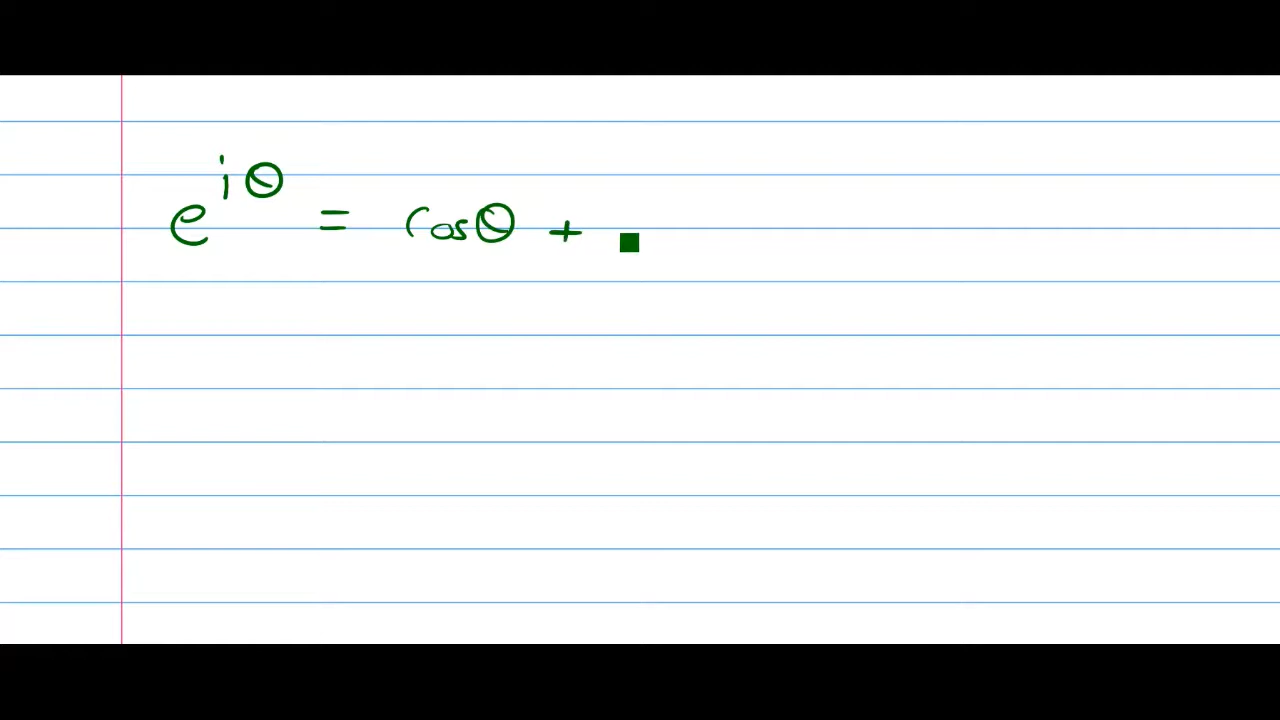 e^{iθ} = cosθ +